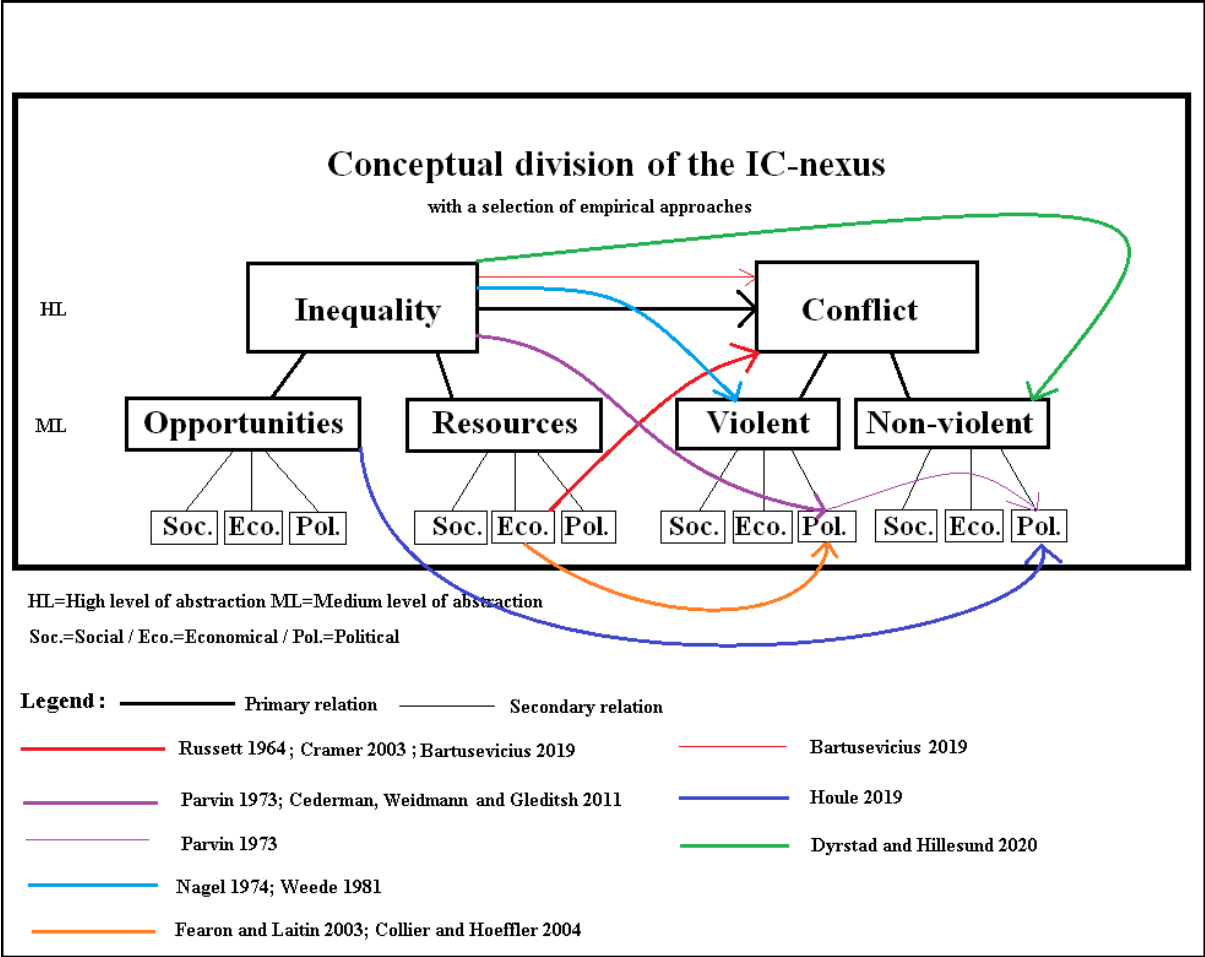 Conceptual division of the IC-nexus
with a selection of empirical approaches
HL
Inequality
Conflict
ML
Opportunities
Resources
Violent
Non-violent
Soc. Eco. Pol.
Soc. Eco. Pol.
Soc. Eco. Pol.
Soc. Eco. Pol.
HL=High level of abstraction ML=Medium level of abstraction
Soc.=Social / Eco.=Economical / Pol.=Political
Legend :
Primary relation
Secondary relation
Russett 1964 ; Cramer 2003 ; Bartusevicius 2019
Bartusevicius 2019
Parvin 1973; Cederman, Weidmann and Gleditsh 2011
Houle 2019
Parvin 1973
Dyrstad and Hillesund 2020
Nagel 1974; Weede 1981
Fearon and Laitin 2003; Collier and Hoeffler 2004